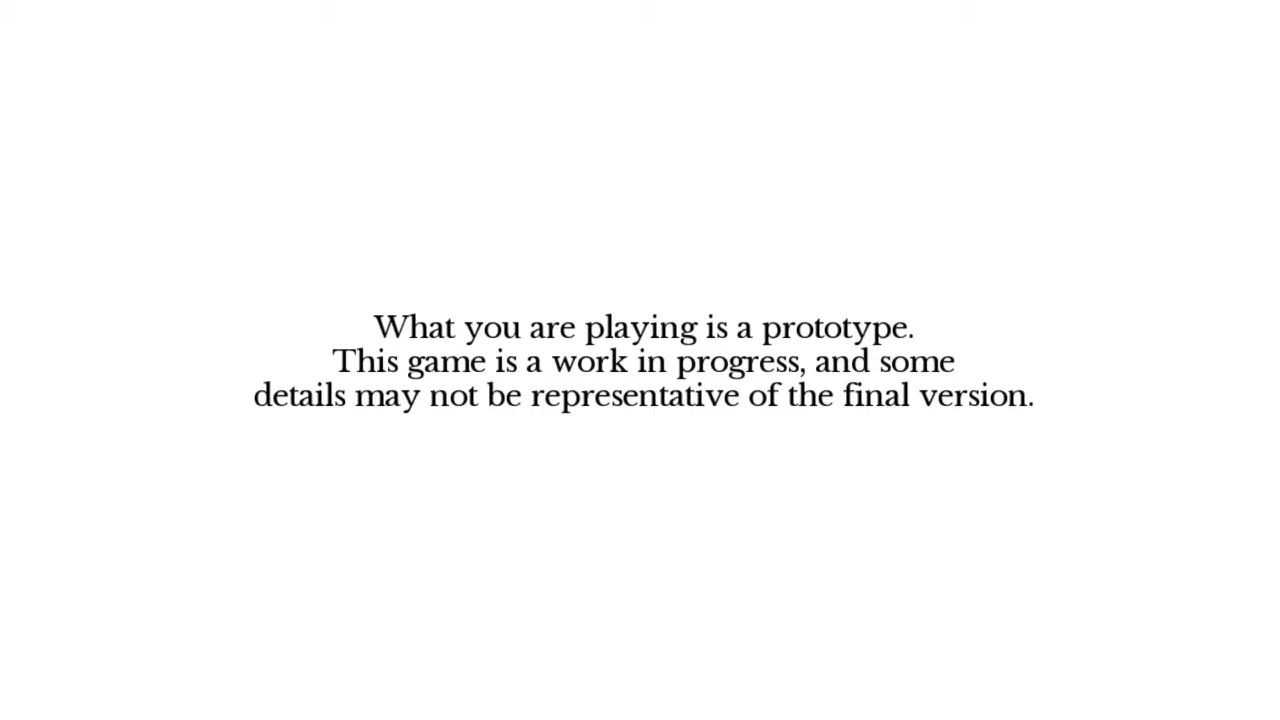 What you are playing is a prototype.
This game is a work in progress, and some
details may not be representative of the final version.